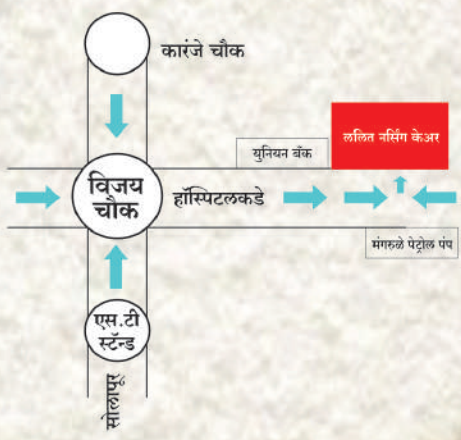 कारंजे चौक
युनियन बँक
ललित नर्सिंग केअर
विजय
चौक
हॉस्पिटलकडे
मंगरुळे पेट्रोल पंप
एस.टी
स्टॅन्ड
सोलापूर